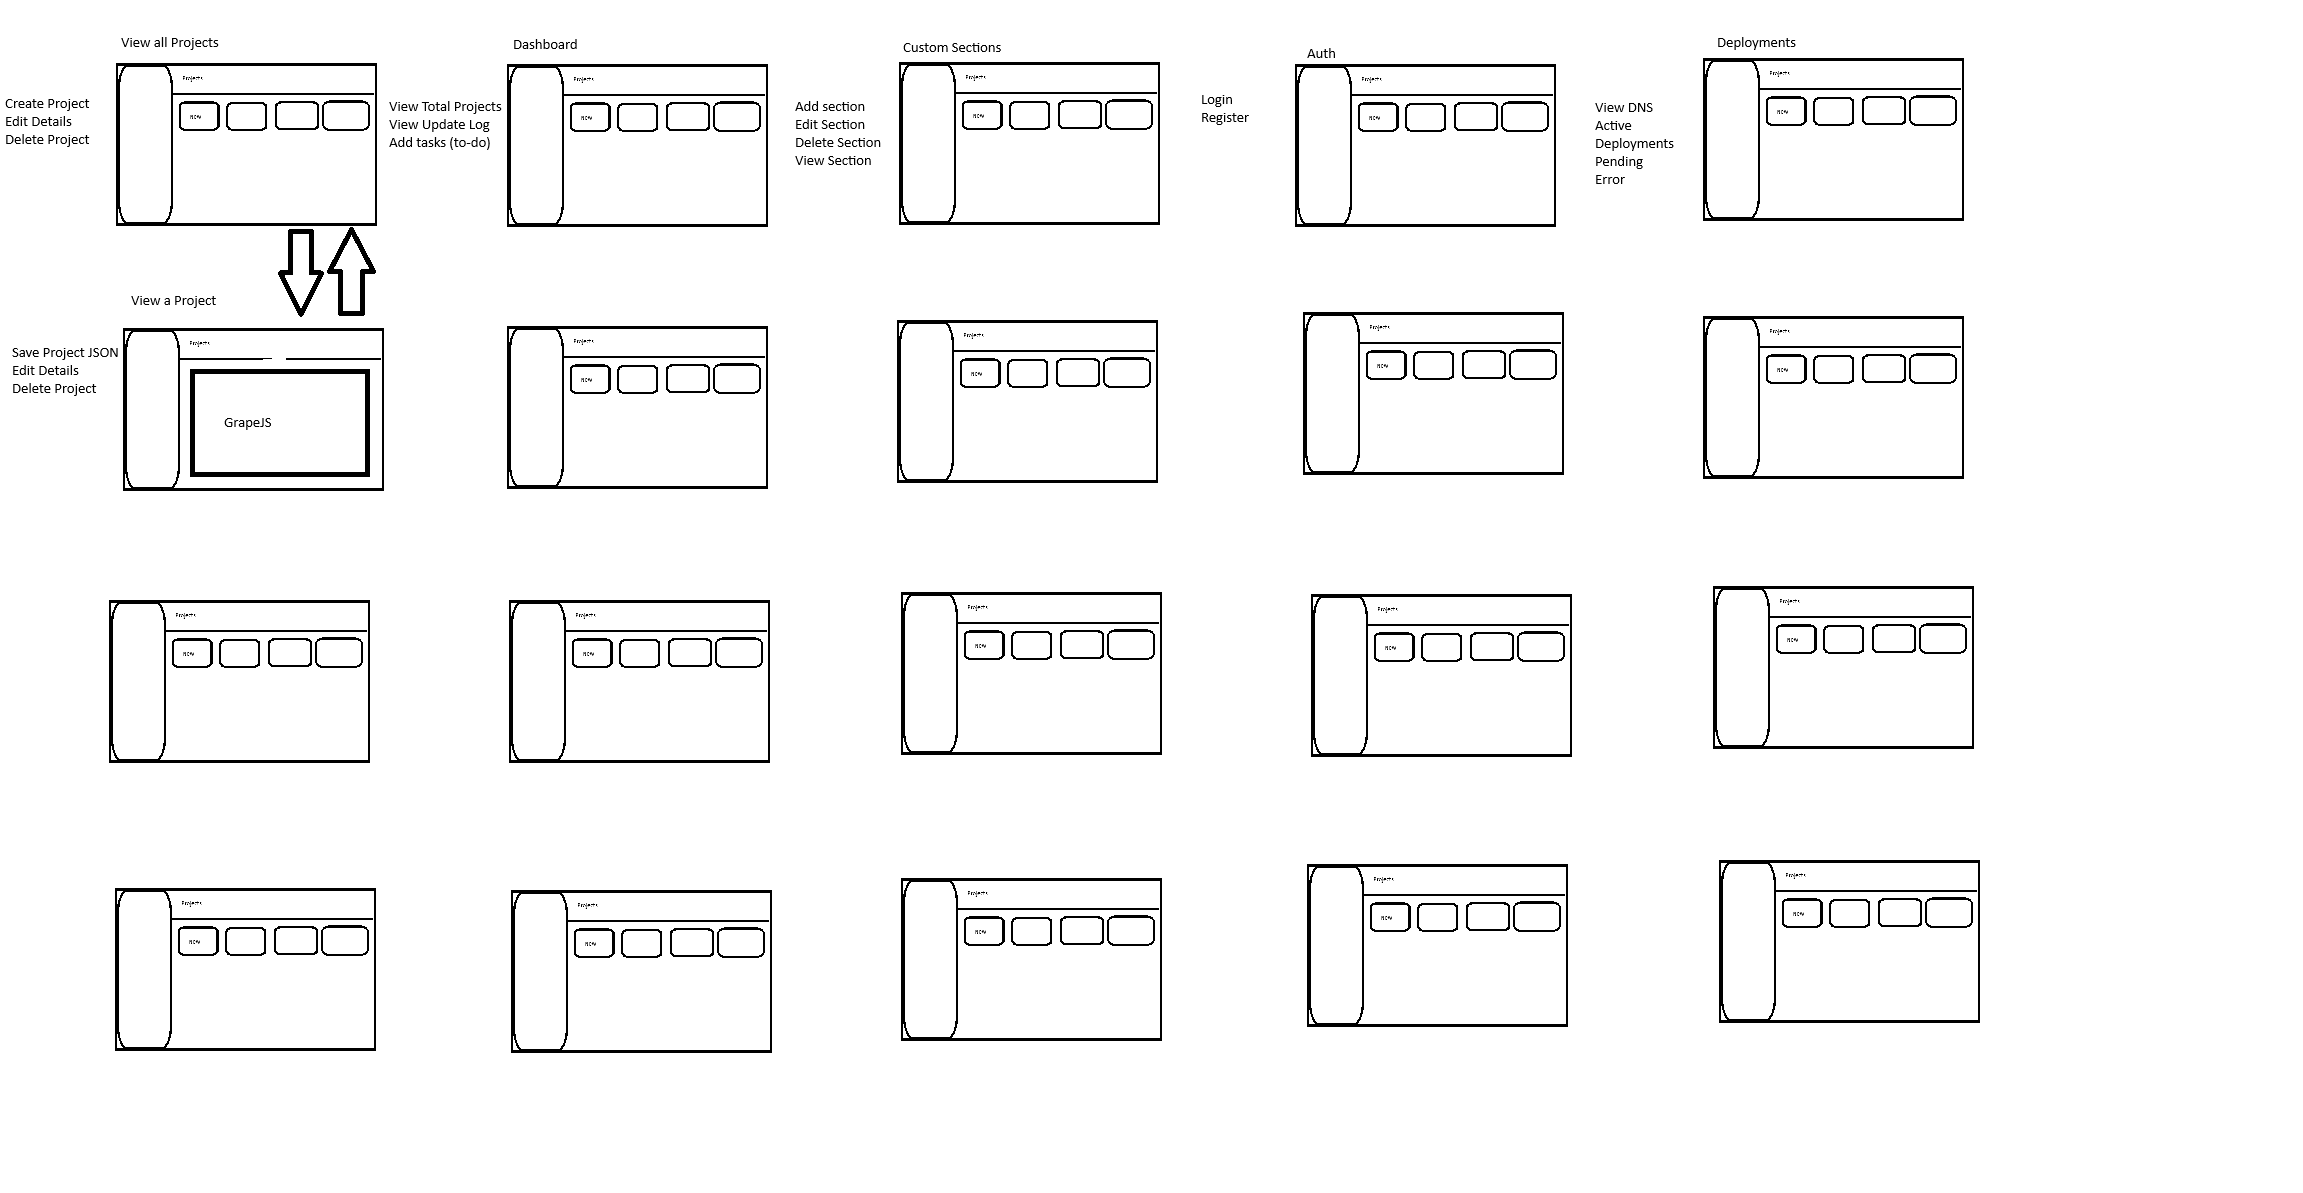 View all Projects
Dashboard
Custom Sections
Auth
Deployments
Projects
Projects
Projects
Projects
Projects
Create Project
Edit Details
Delete Project
New
View Total Projects
View Update Log
Add tasks (to-do)
New
Add section
Edit Section
Delete Section
View Section
New
Login
Register
New
View DNS
Active
Deployments
Pending
Error
New
View a Project
Projects
Projects
Projects
Projects
Projects
Save Project JSON
Edit Details
Delete Project
GrapeJS
New
New
New
New
Projects
Projects
Projects
Projects
Projects
New
New
New
New
New
Projects
Projects
Projects
Projects
Projects
New
New
New
New
New